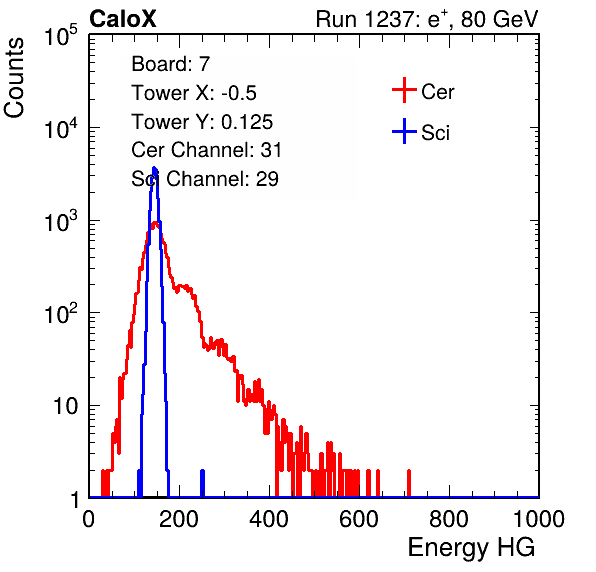 CaloX Run 1237: e⁺, 80 GeV
Board: 7
Tower X: -0.5
Tower Y: 0.125
Cer Channel: 31
Sci Channel: 29
Cer
Sci
Counts
10⁵
10⁴
10³
10²
10
1
0 200 400 600 800 1000
Energy HG